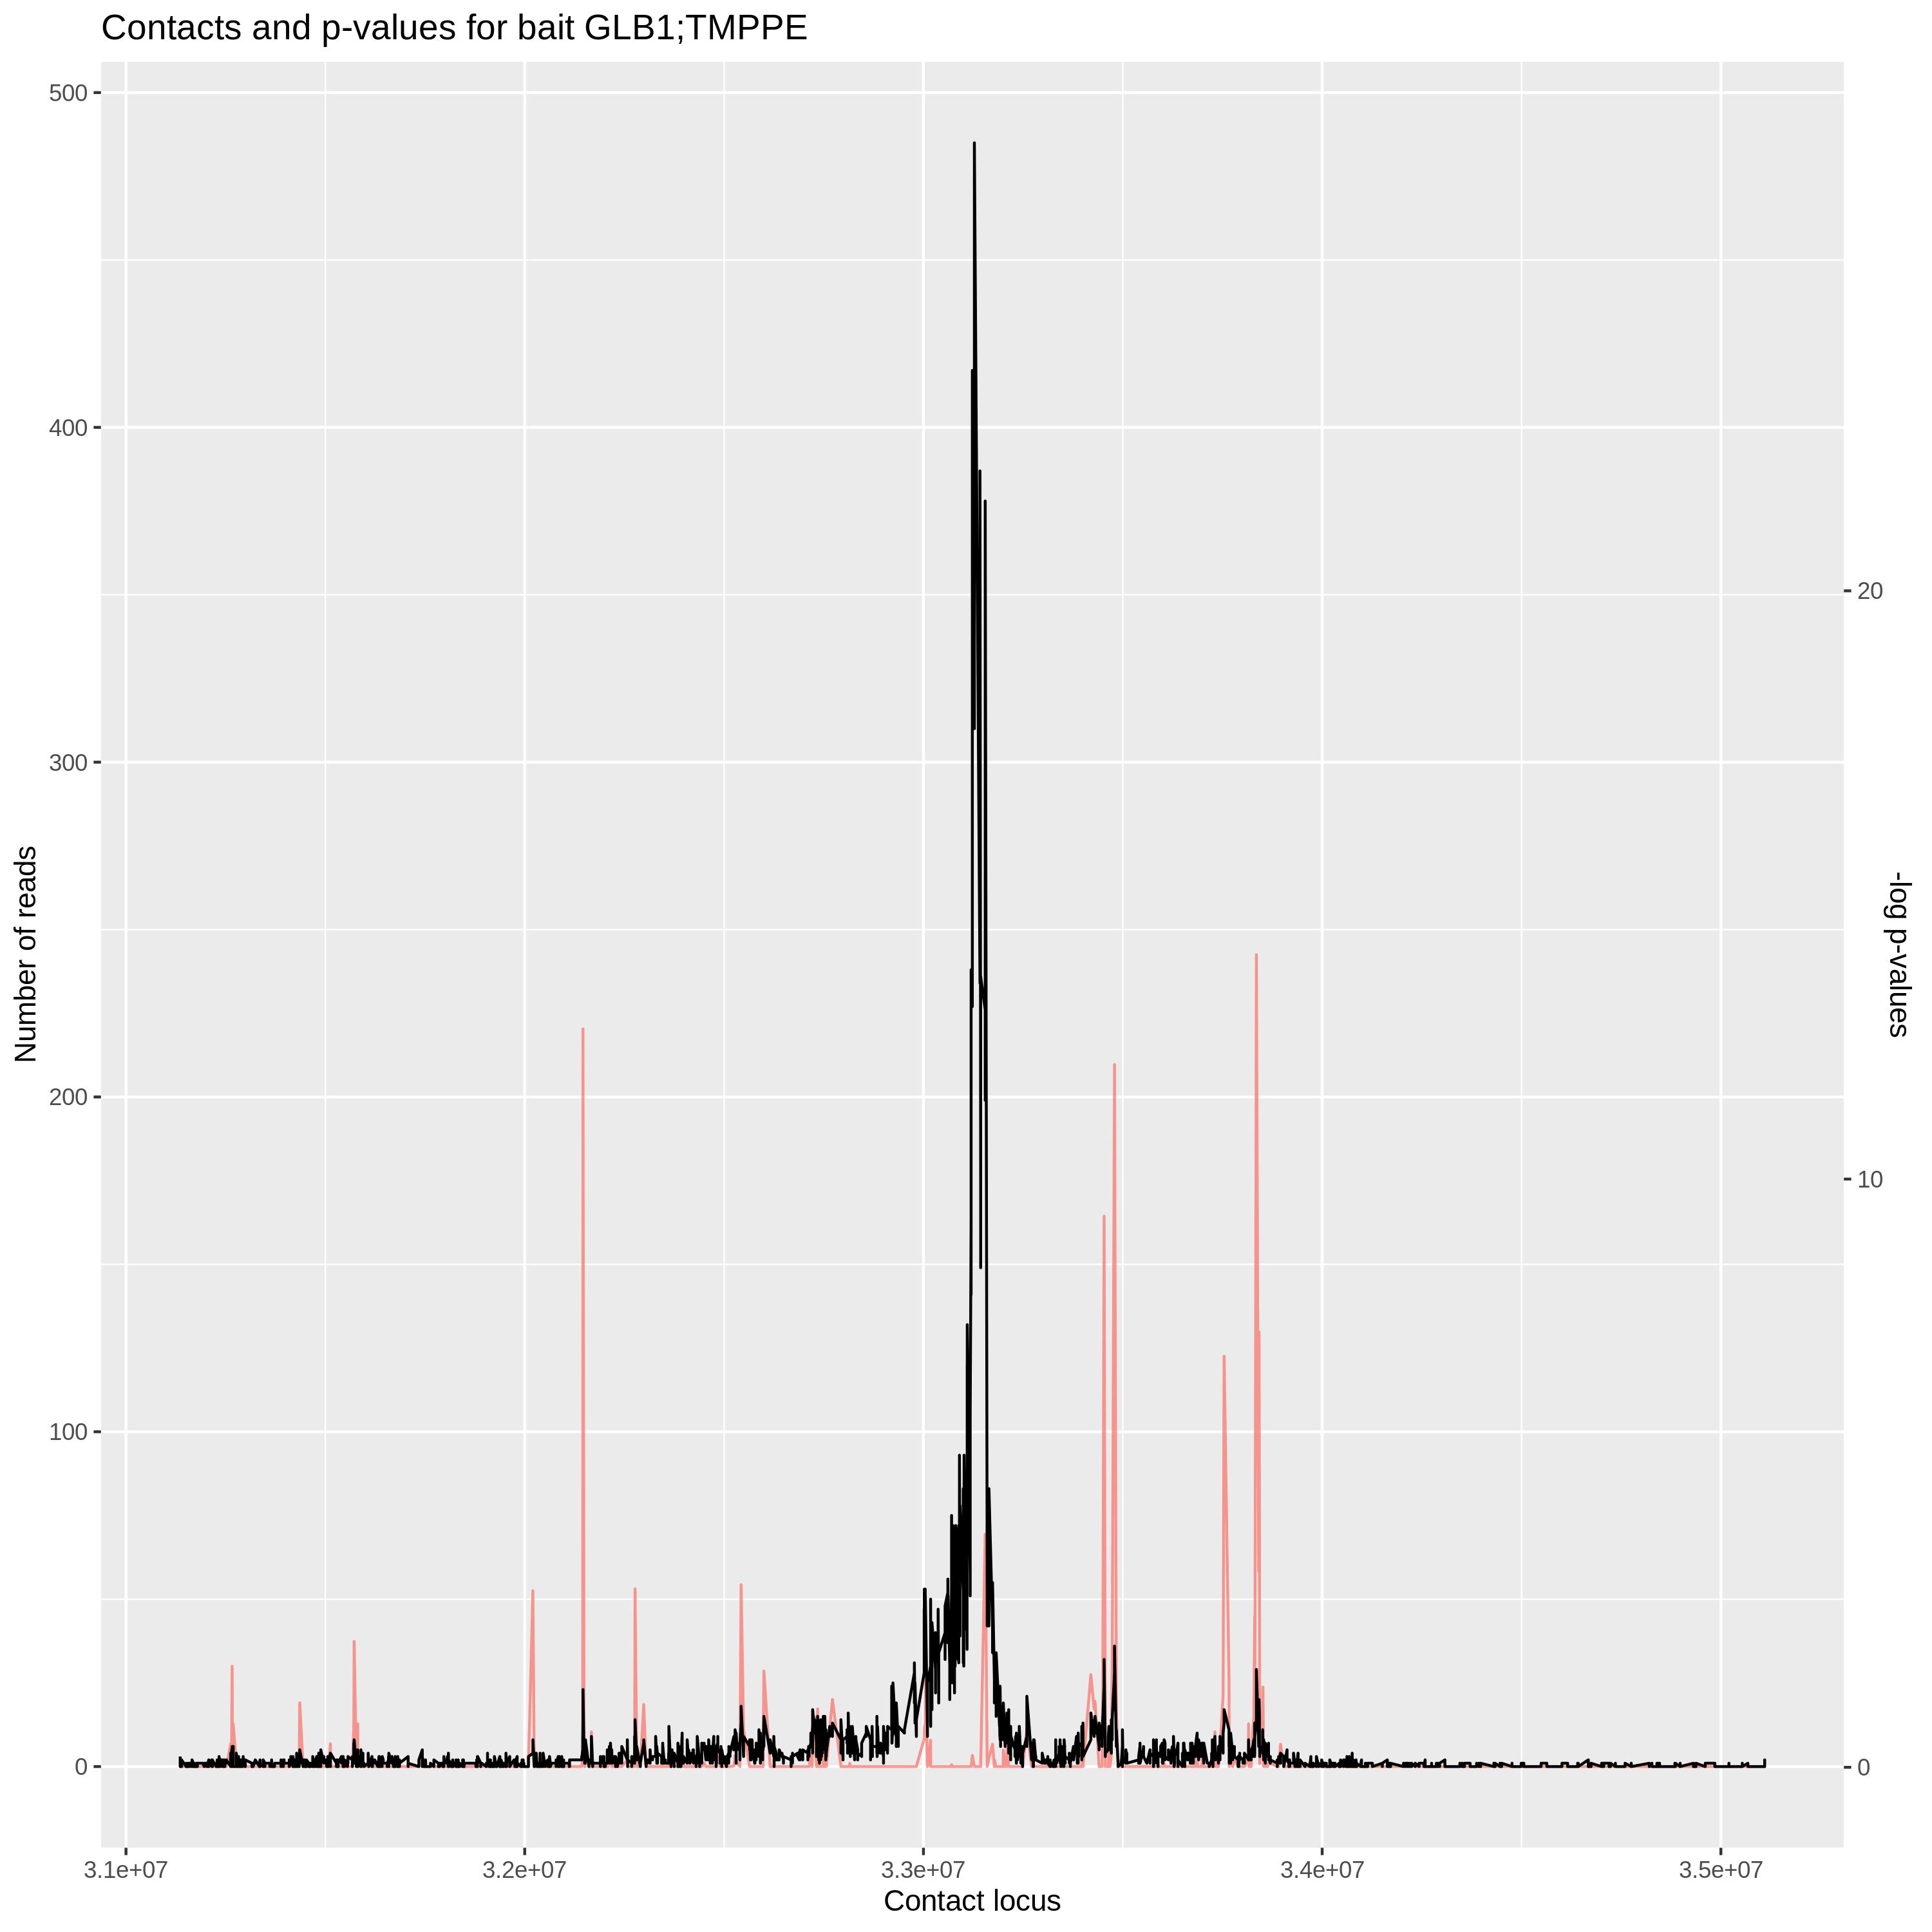 Contacts and p-values for bait GLB1;TMPPE
500
400
300
200
100
0
Number of reads
20
10
0
-log p-values
3.1e+07
3.2e+07
3.3e+07
3.4e+07
3.5e+07
Contact locus